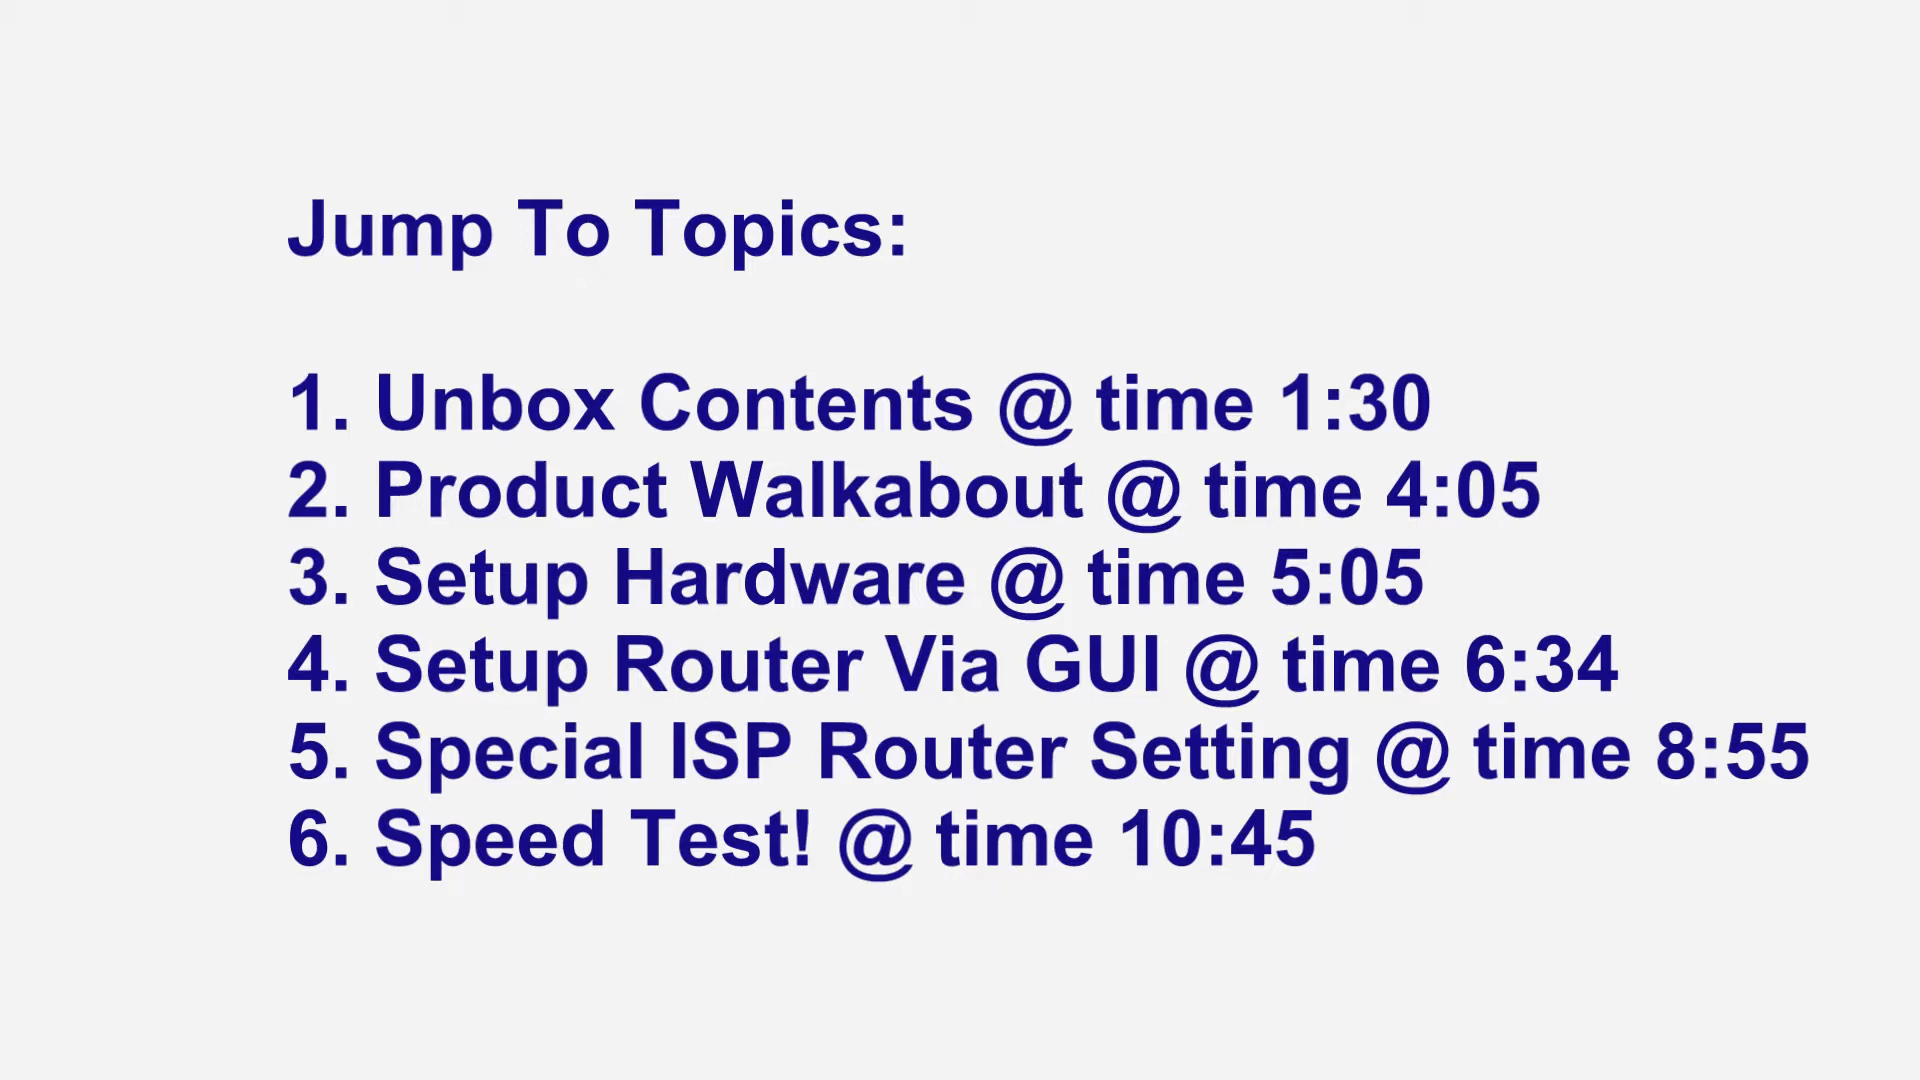 Jump To Topics:
1. Unbox Contents @ time 1:30
2. Product Walkabout @ time 4:05
3. Setup Hardware @ time 5:05
4. Setup Router Via GUI @ time 6:34
5. Special ISP Router Setting @ time 8:55
6. Speed Test! @ time 10:45